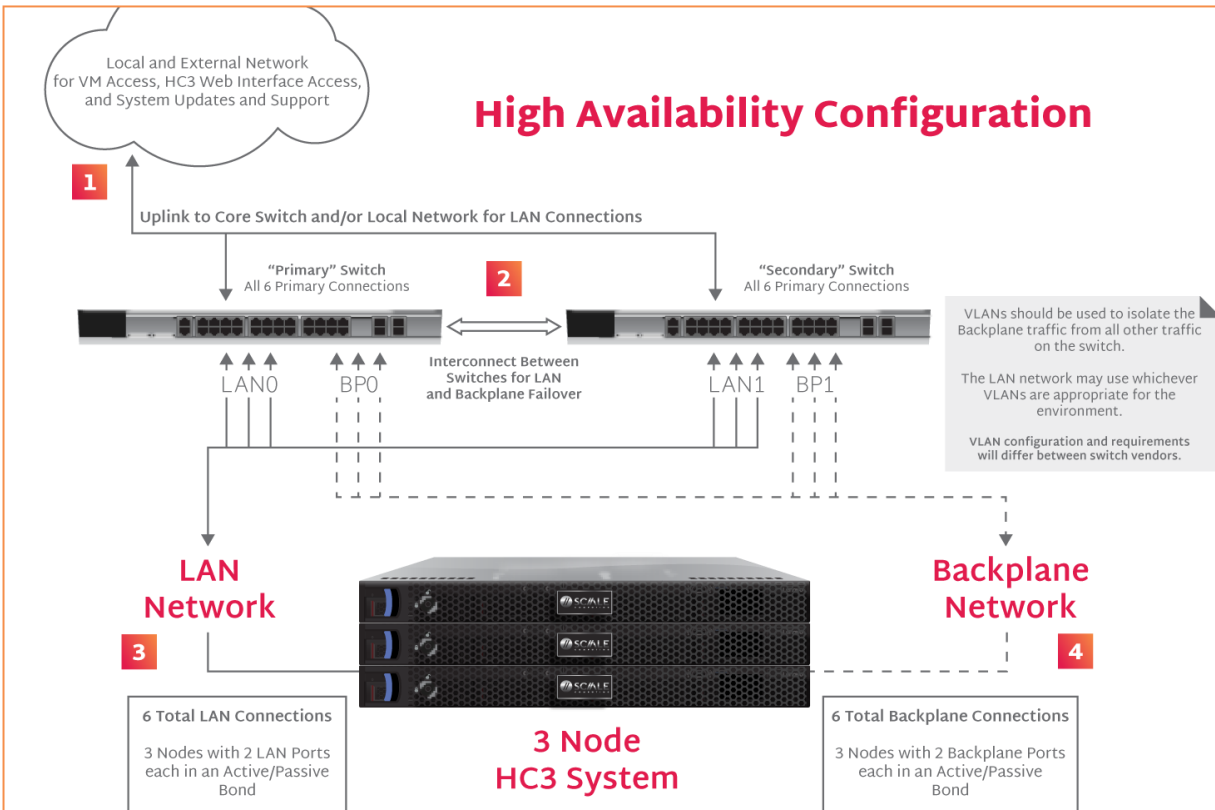 Local and External Network
for VM Access, HC3 Web Interface Access,
and System Updates and Support
High Availability Configuration
1
Uplink to Core Switch and/or Local Network for LAN Connections
“Primary” Switch
All 6 Primary Connections
2
“Secondary” Switch
All 6 Primary Connections
Interconnect Between
Switches for LAN
and Backplane Failover
LAN0
BP0
LAN1
BP1
VLANs should be used to isolate the
Backplane traffic from all other traffic
on the switch.
The LAN network may use whichever
VLANs are appropriate for the
environment.
VLAN configuration and requirements
will differ between switch vendors.
LAN
Network
Backplane
Network
SCALE
COMPUTING
SCALE
COMPUTING
SCALE
COMPUTING
3
4
6 Total LAN Connections
3 Nodes with 2 LAN Ports
each in an Active/Passive
Bond
3 Node
HC3 System
6 Total Backplane Connections
3 Nodes with 2 Backplane Ports
each in an Active/Passive
Bond